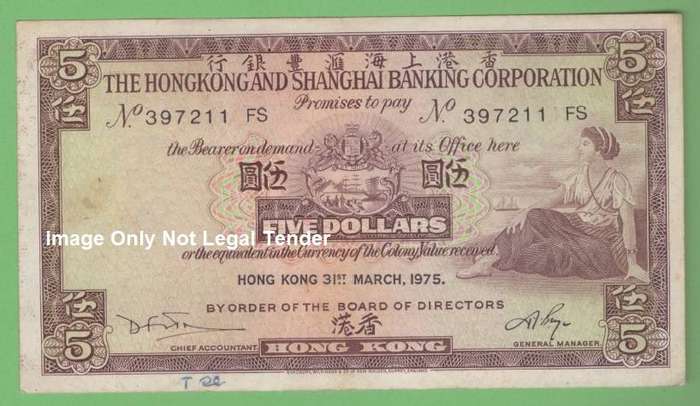 5 行銀豐滙海上港香 5
THE HONGKONG AND SHANGHAI BANKING CORPORATION
伍 Promises to pay 伍
No 397211 FS No 397211 FS
the Bearer on demand at its Office here
圓伍 圓伍
FIVE DOLLARS
Image Only Not Legal Tender
or the equivalent in the Currency of the Colony, Value received
HONG KONG 31ST MARCH, 1975.
BY ORDER OF THE BOARD OF DIRECTORS
伍 港香 伍
CHIEF ACCOUNTANT. GENERAL MANAGER.
5 HONG KONG 5